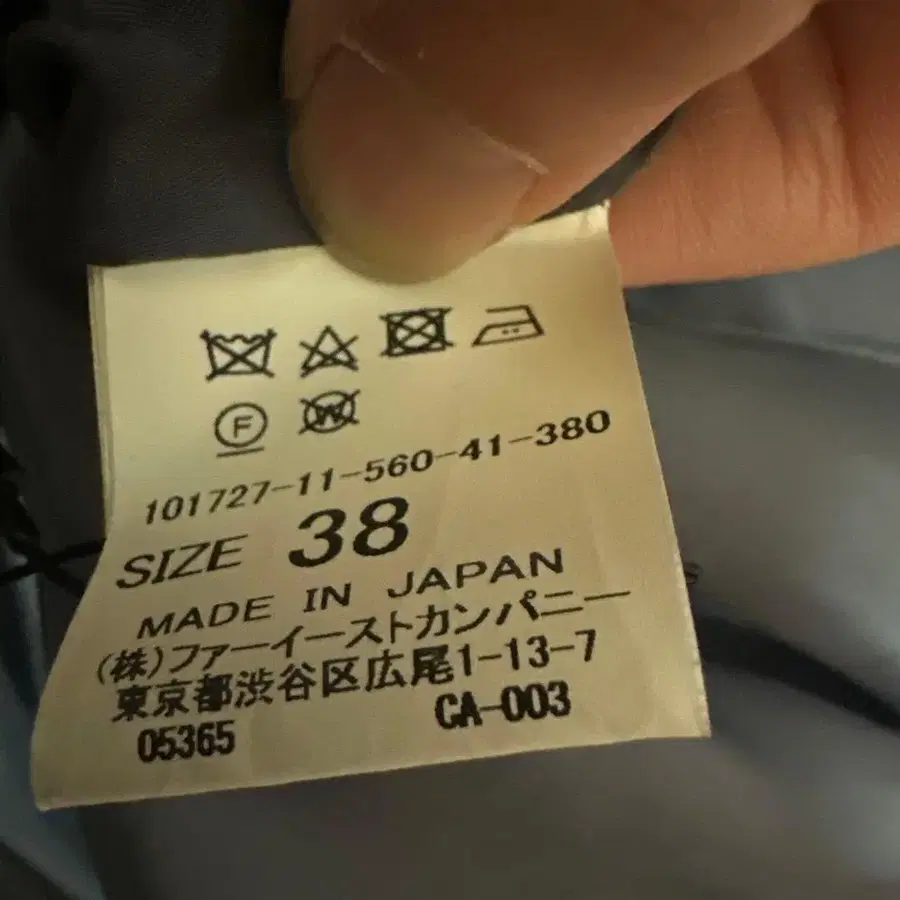 F W
101727-11-560-41-380
SIZE 38
MADE IN JAPAN
(株)ファーイーストカンパニー
東京都渋谷区広尾1-13-7
05365 CA-003